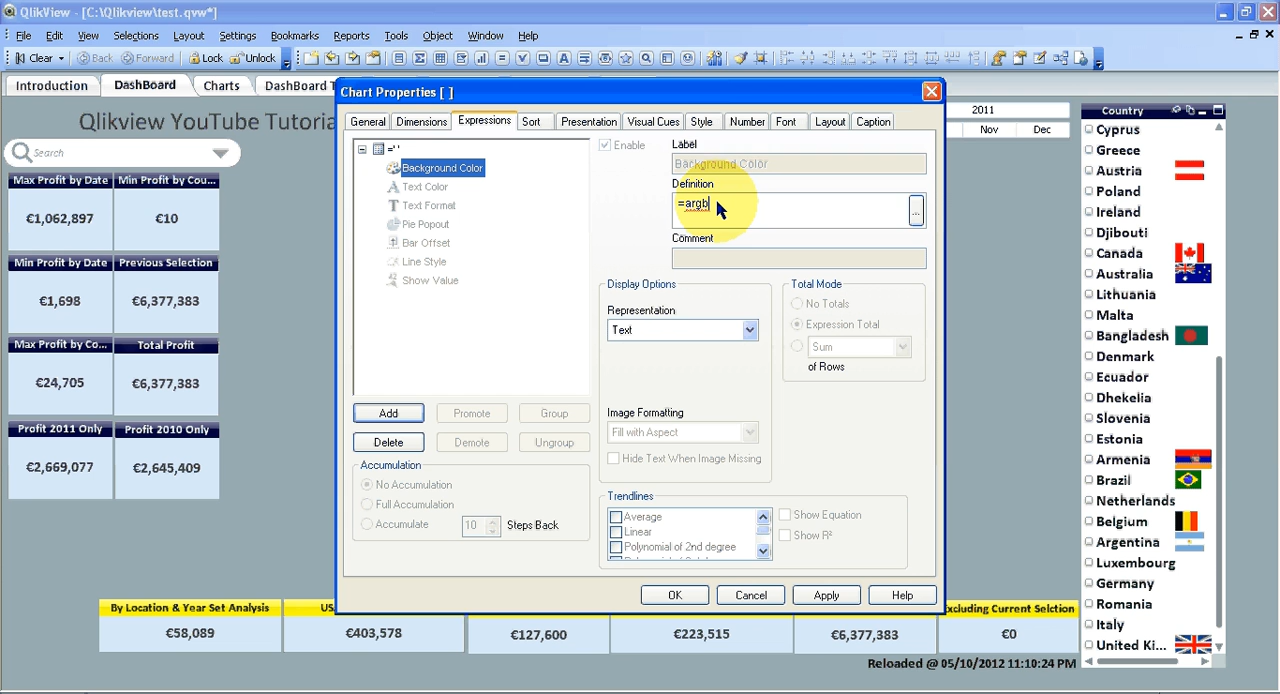 QlikView - [C:\Qlikview\test.qvw*]
File Edit View Selections Layout Settings Bookmarks Reports Tools Object Window Help
Clear Back Forward Lock Unlock
Introduction DashBoard Charts DashBoard T
Qlikview YouTube Tutoria
Search
Max Profit by Date Min Profit by Cou...
€1,062,897 €10
Min Profit by Date Previous Selection
€1,698 €6,377,383
Max Profit by Co... Total Profit
€24,705 €6,377,383
Profit 2011 Only Profit 2010 Only
€2,669,077 €2,645,409
Chart Properties [ ]
General Dimensions Expressions Sort Presentation Visual Cues Style Number Font Layout Caption
=''
Background Color
Text Color
Text Format
Pie Popout
Bar Offset
Line Style
Show Value
Add Promote Group
Delete Demote Ungroup
Accumulation
No Accumulation
Full Accumulation
Accumulate 10 Steps Back
Enable
Label
Background Color
Definition
=argb
...
Comment
Display Options
Representation
Text
Image Formatting
Fill with Aspect
Hide Text When Image Missing
Total Mode
No Totals
Expression Total
Sum
of Rows
Trendlines
Average
Linear
Polynomial of 2nd degree
Show Equation
Show R²
OK Cancel Apply Help
2011
Nov Dec
Country
Cyprus
Greece
Austria
Poland
Ireland
Djibouti
Canada
Australia
Lithuania
Malta
Bangladesh
Denmark
Ecuador
Dhekelia
Slovenia
Estonia
Armenia
Brazil
Netherlands
Belgium
Argentina
Luxembourg
Germany
Romania
Italy
United Ki...
By Location & Year Set Analysis US excluding Current Selction
€58,089 €403,578 €127,600 €223,515 €6,377,383 €0
Reloaded @ 05/10/2012 11:10:24 PM